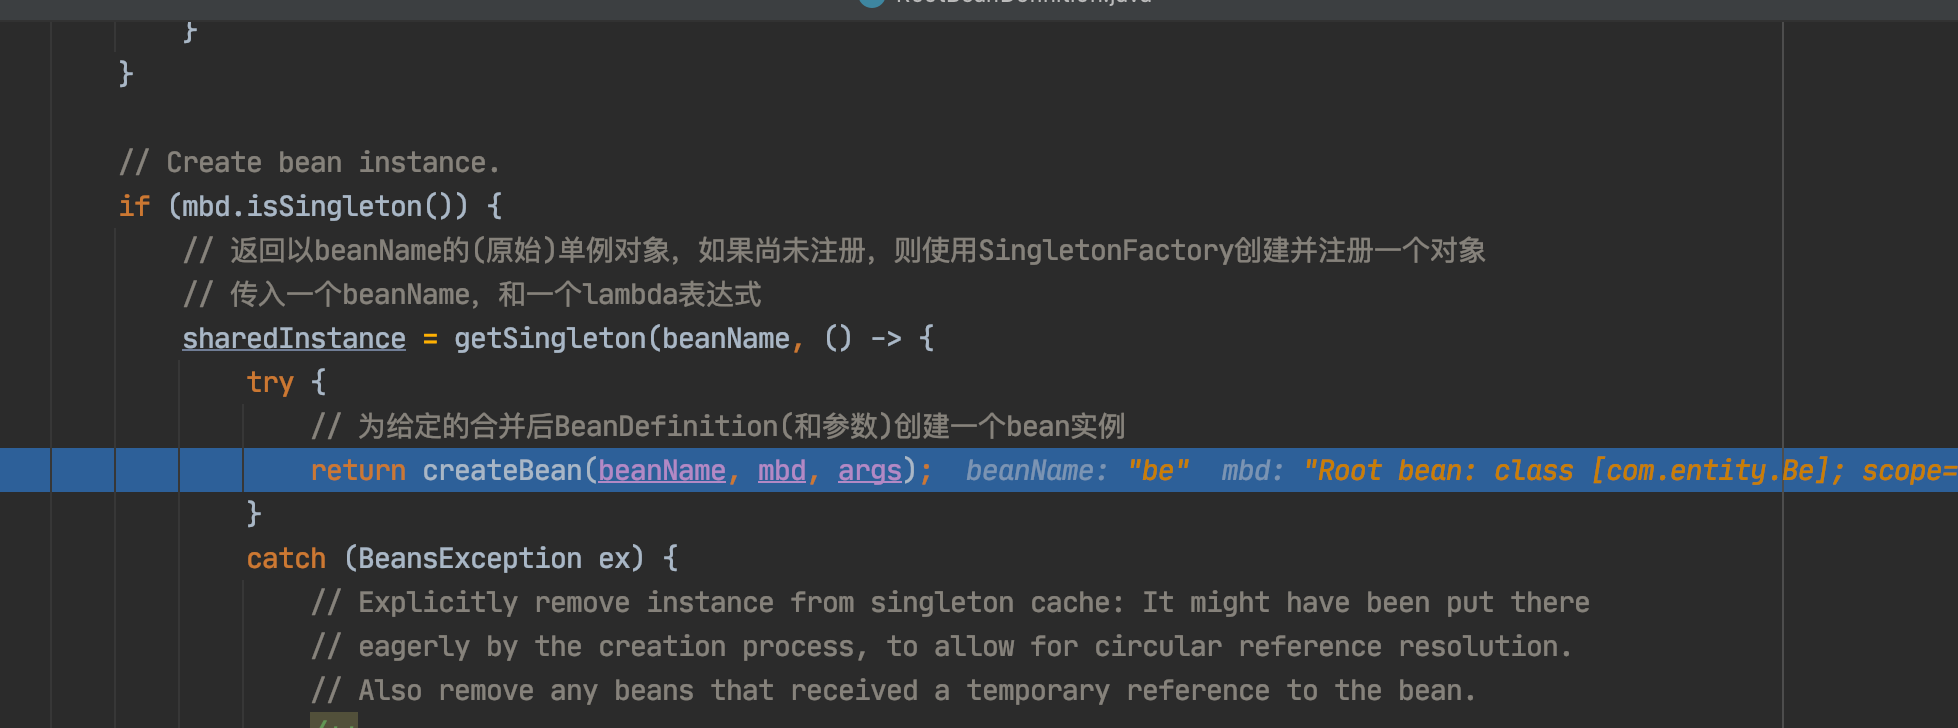 RootBeanDefinition.java
}
}
// Create bean instance.
if (mbd.isSingleton()) {
// 返回以beanName的(原始)单例对象，如果尚未注册，则使用SingletonFactory创建并注册一个对象
// 传入一个beanName，和一个lambda表达式
sharedInstance = getSingleton(beanName, () -> {
try {
// 为给定的合并后BeanDefinition(和参数)创建一个bean实例
return createBean(beanName, mbd, args); beanName: "be" mbd: "Root bean: class [com.entity.Be]; scope=
}
catch (BeansException ex) {
// Explicitly remove instance from singleton cache: It might have been put there
// eagerly by the creation process, to allow for circular reference resolution.
// Also remove any beans that received a temporary reference to the bean.